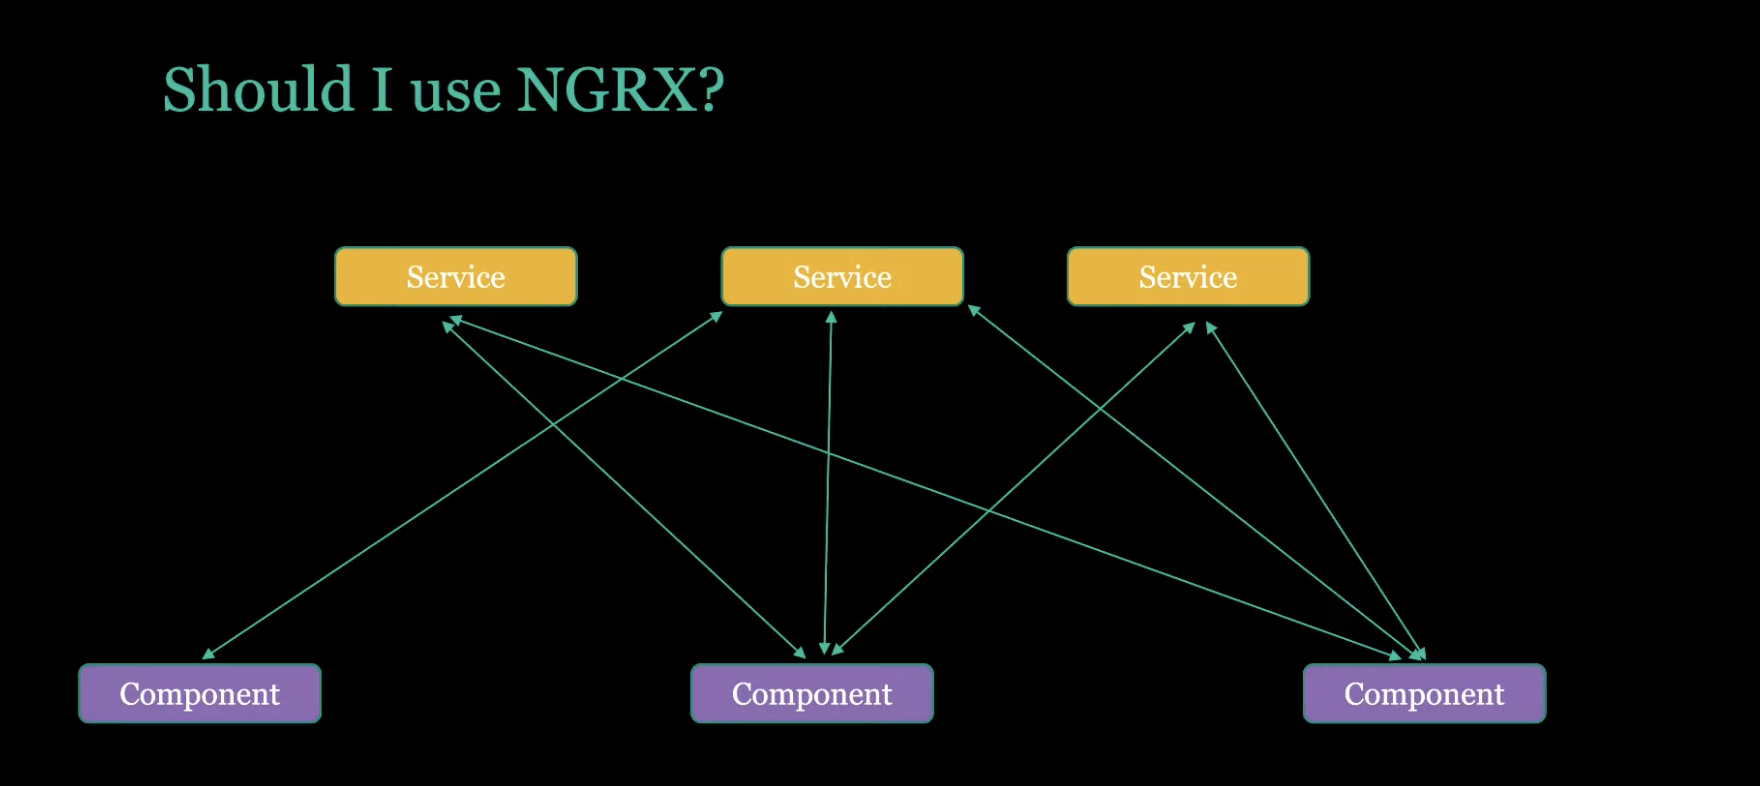 Should I use NGRX?
Service
Service
Service
Component
Component
Component